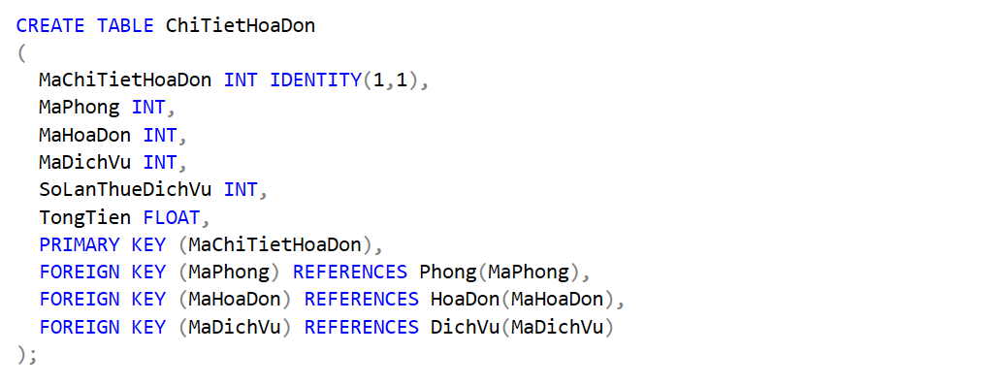 CREATE TABLE ChiTietHoaDon
(
  MaChiTietHoaDon INT IDENTITY(1,1),
  MaPhong INT,
  MaHoaDon INT,
  MaDichVu INT,
  SoLanThueDichVu INT,
  TongTien FLOAT,
  PRIMARY KEY (MaChiTietHoaDon),
  FOREIGN KEY (MaPhong) REFERENCES Phong(MaPhong),
  FOREIGN KEY (MaHoaDon) REFERENCES HoaDon(MaHoaDon),
  FOREIGN KEY (MaDichVu) REFERENCES DichVu(MaDichVu)
);